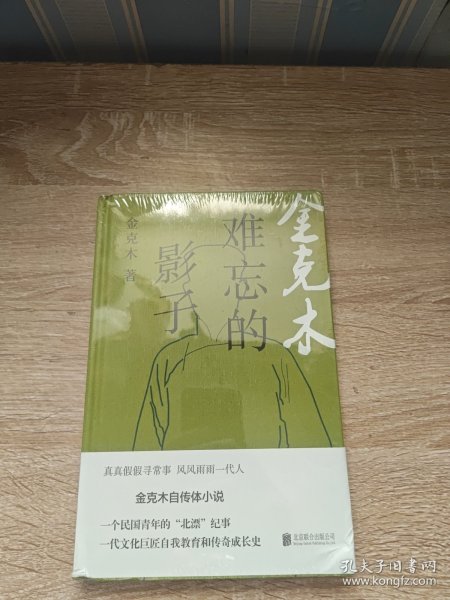 金克木
难忘的
影子
金克木 著
真真假假寻常事 风风雨雨一代人
金克木自传体小说
一个民国青年的“北漂”纪事
一代文化巨匠自我教育和传奇成长史
北京联合出版公司
孔夫子旧书网
www.kongfz.com